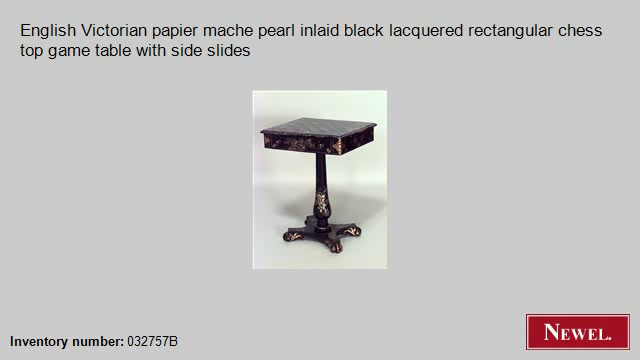 English Victorian papier mache pearl inlaid black lacquered rectangular chess
top game table with side slides
Inventory number: 032757B
NEWEL.